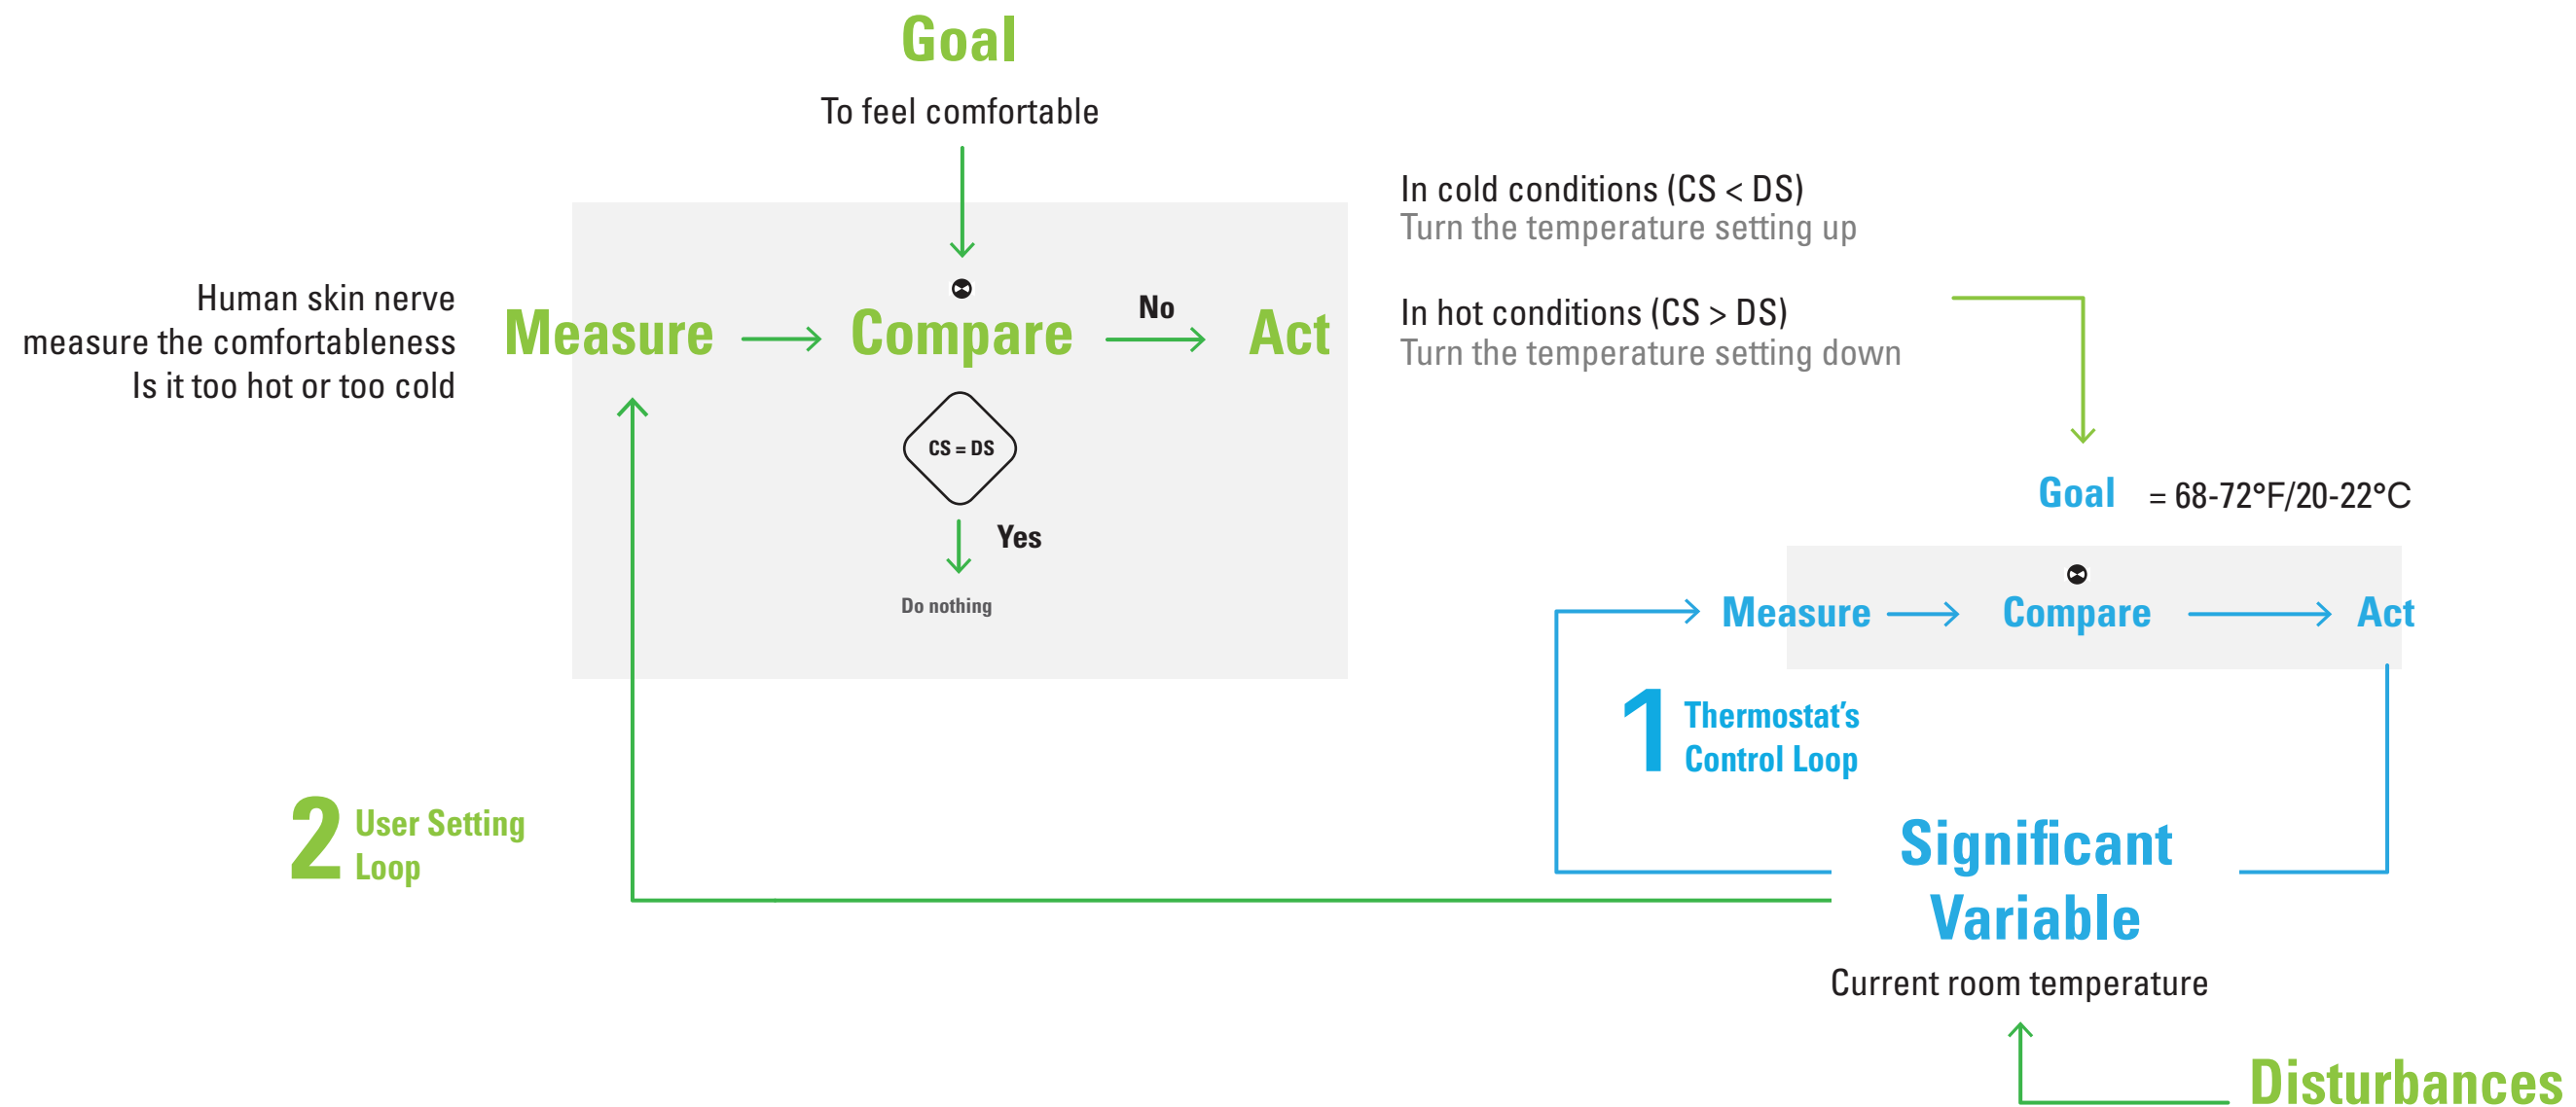 Goal
To feel comfortable
In cold conditions (CS < DS)
Turn the temperature setting up
In hot conditions (CS > DS)
Turn the temperature setting down
Human skin nerve
measure the comfortableness
Is it too hot or too cold
Measure
Compare
No
Act
CS = DS
Yes
Do nothing
Goal = 68-72°F/20-22°C
Measure
Compare
Act
1 Thermostat’s
Control Loop
2 User Setting
Loop
Significant
Variable
Current room temperature
Disturbances